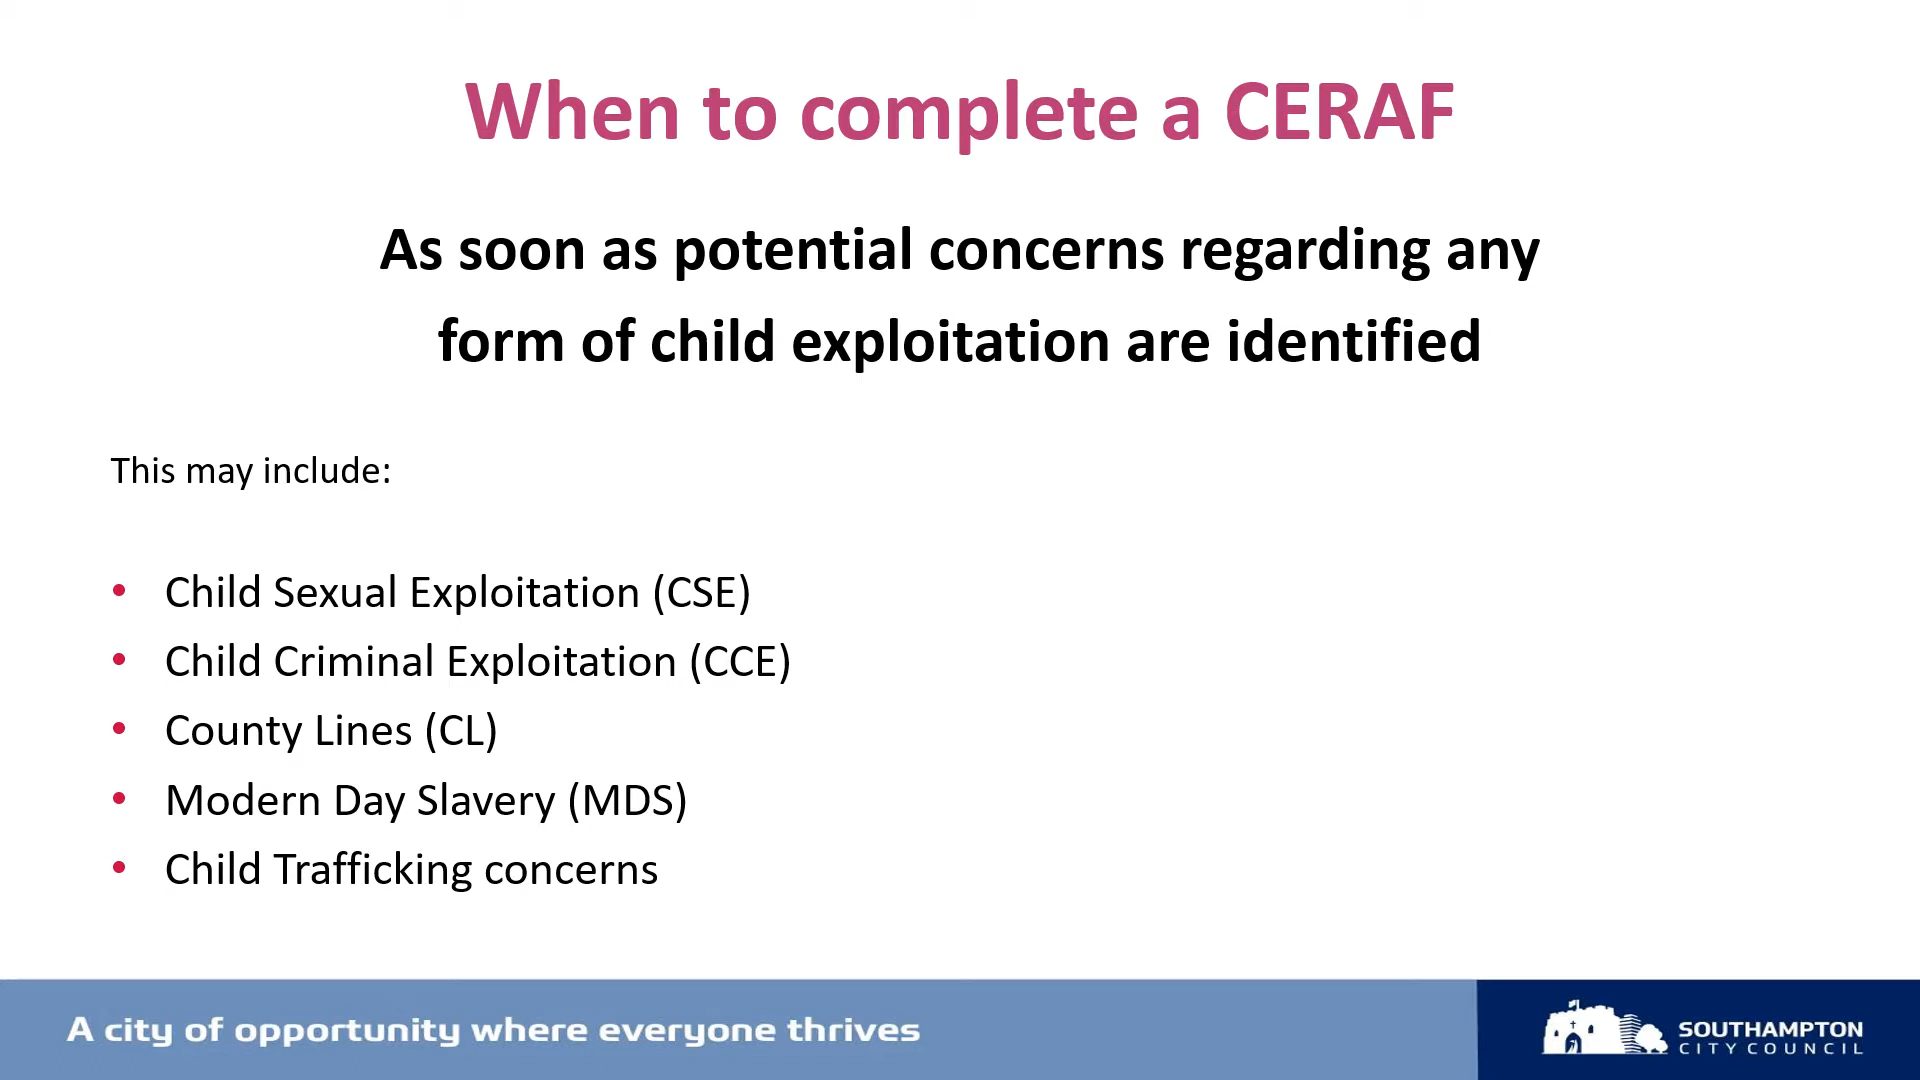 When to complete a CERAF
As soon as potential concerns regarding any
form of child exploitation are identified
This may include:
• Child Sexual Exploitation (CSE)
• Child Criminal Exploitation (CCE)
• County Lines (CL)
• Modern Day Slavery (MDS)
• Child Trafficking concerns
A city of opportunity where everyone thrives
SOUTHAMPTON
CITY COUNCIL